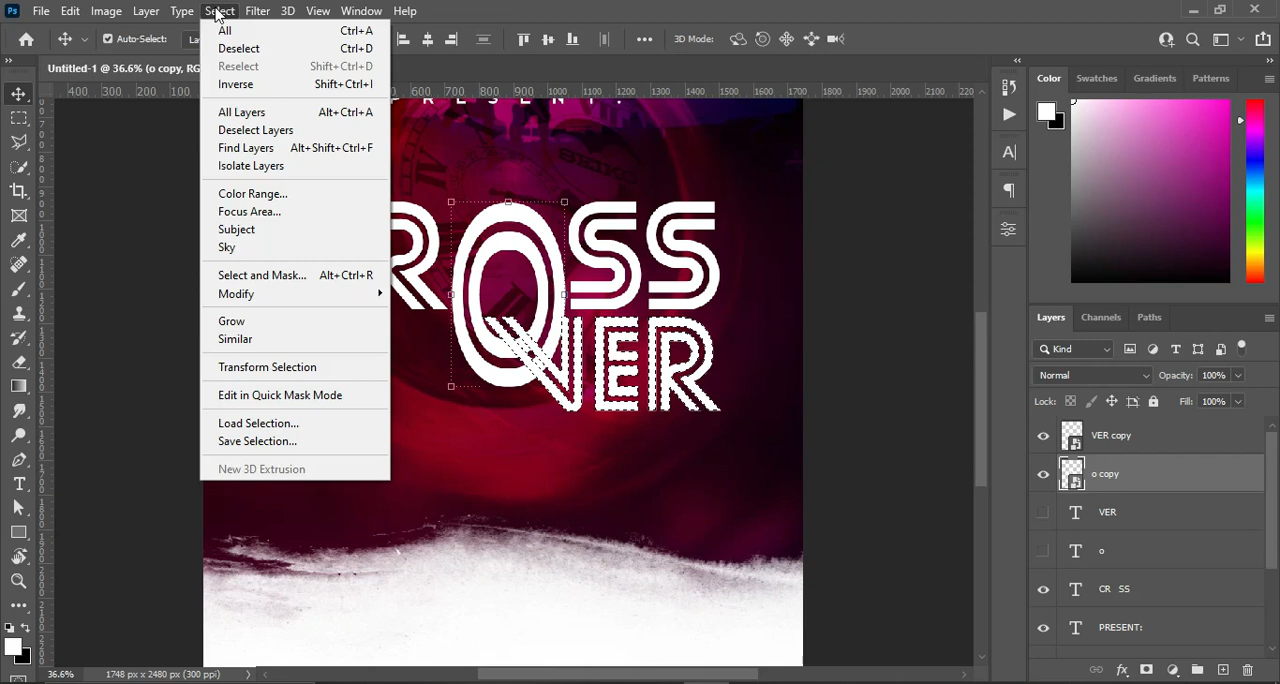 Ps File Edit Image Layer Type Select Filter 3D View Window Help
Auto-Select: 3D Mode:
Untitled-1 @ 36.6% (o copy, RG
400 300 200 100 600 700 800 900 1000 1100 1200 1300 1400 1500 1600 1700 1800 1900 2000 2100 220
All Ctrl+A
Deselect Ctrl+D
Reselect Shift+Ctrl+D
Inverse Shift+Ctrl+I
All Layers Alt+Ctrl+A
Deselect Layers
Find Layers Alt+Shift+Ctrl+F
Isolate Layers
Color Range...
Focus Area...
Subject
Sky
Select and Mask... Alt+Ctrl+R
Modify
Grow
Similar
Transform Selection
Edit in Quick Mask Mode
Load Selection...
Save Selection...
New 3D Extrusion
PRESENT:
SEIKO
ROSS
VER
Color Swatches Gradients Patterns
Layers Channels Paths
Kind
Normal Opacity: 100%
Lock: Fill: 100%
VER copy
o copy
T VER
T o
T CR SS
T PRESENT:
36.6% 1748 px x 2480 px (300 ppi)